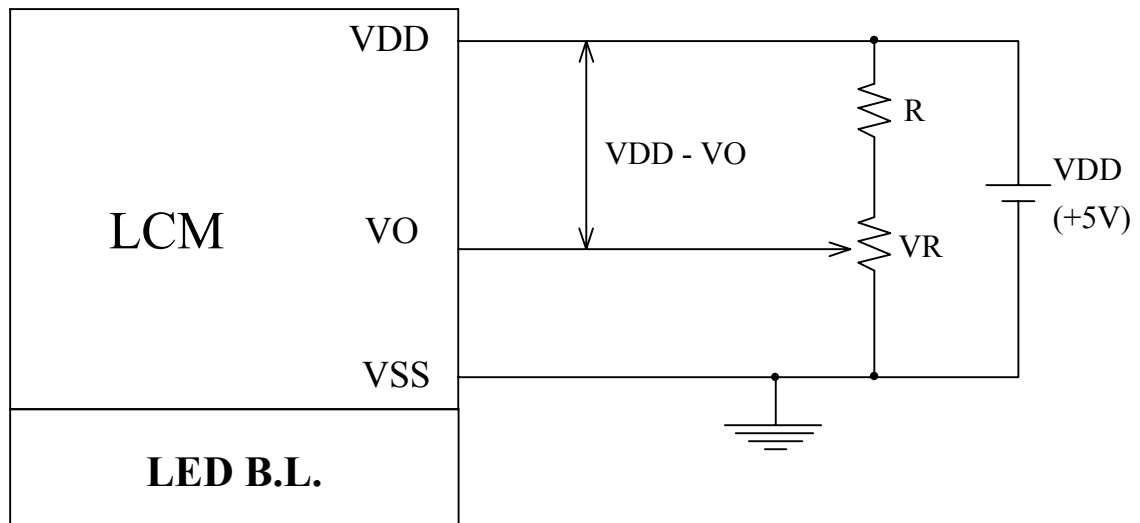 VDD
R
VDD - VO
VDD
(+5V)
LCM
VO
VR
VSS
LED B.L.